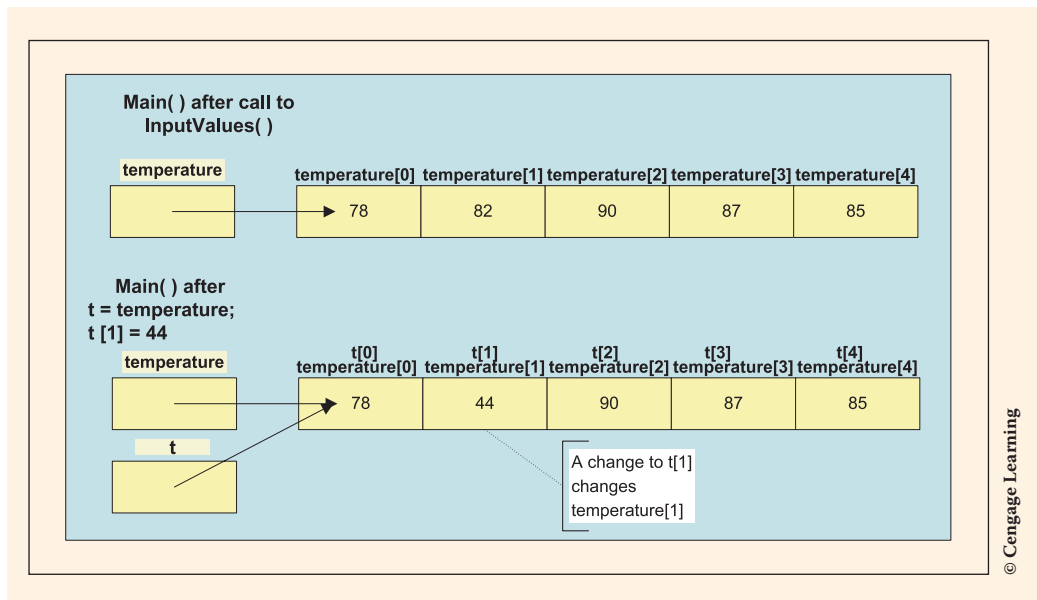 Main( ) after call to
InputValues( )
temperature
temperature[0] temperature[1] temperature[2] temperature[3] temperature[4]
78 82 90 87 85
Main( ) after
t = temperature;
t [1] = 44
temperature
t[0] t[1] t[2] t[3] t[4]
temperature[0] temperature[1] temperature[2] temperature[3] temperature[4]
78 44 90 87 85
t
A change to t[1]
changes
temperature[1]
© Cengage Learning